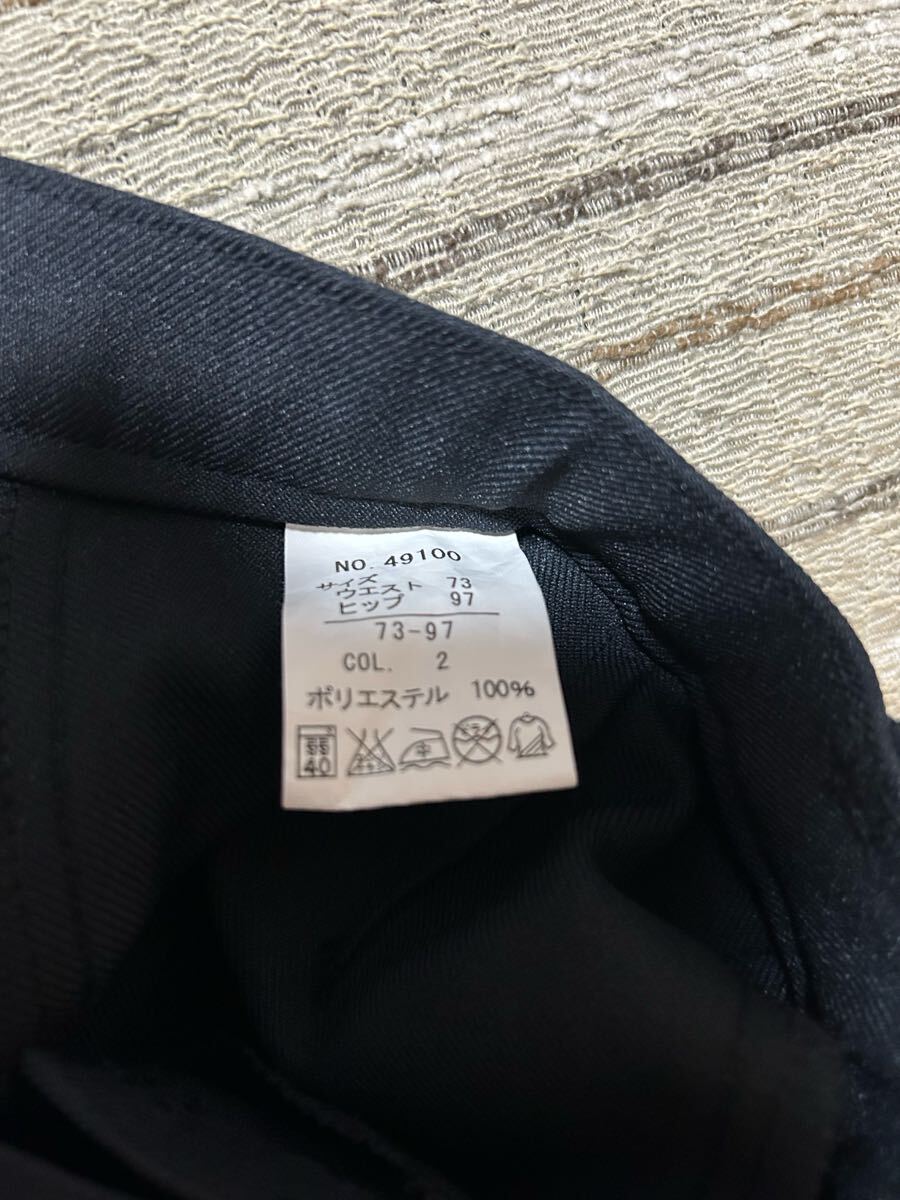 NO. 49100
サイズ
ウエスト 73
ヒップ 97
73-97
COL. 2
ポリエステル 100%
40
中